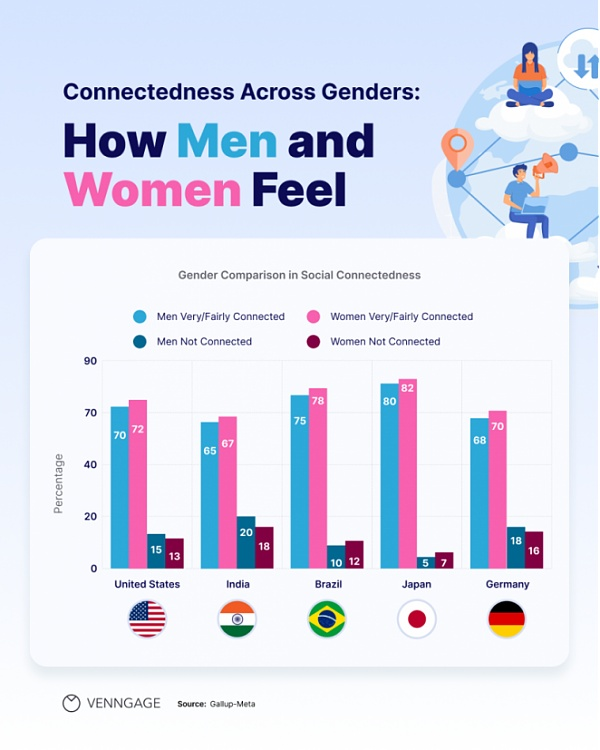 Connectedness Across Genders:
How Men and
Women Feel
Gender Comparison in Social Connectedness
Men Very/Fairly Connected
Women Very/Fairly Connected
Men Not Connected
Women Not Connected
Percentage
90
70
40
20
0
70
72
15
13
65
67
20
18
75
78
10
12
80
82
5
7
68
70
18
16
United States
India
Brazil
Japan
Germany
VENNGAGE
Source: Gallup-Meta